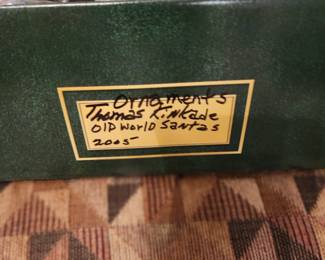 Ornaments
Thomas Kinkade
Old World Santas
2005